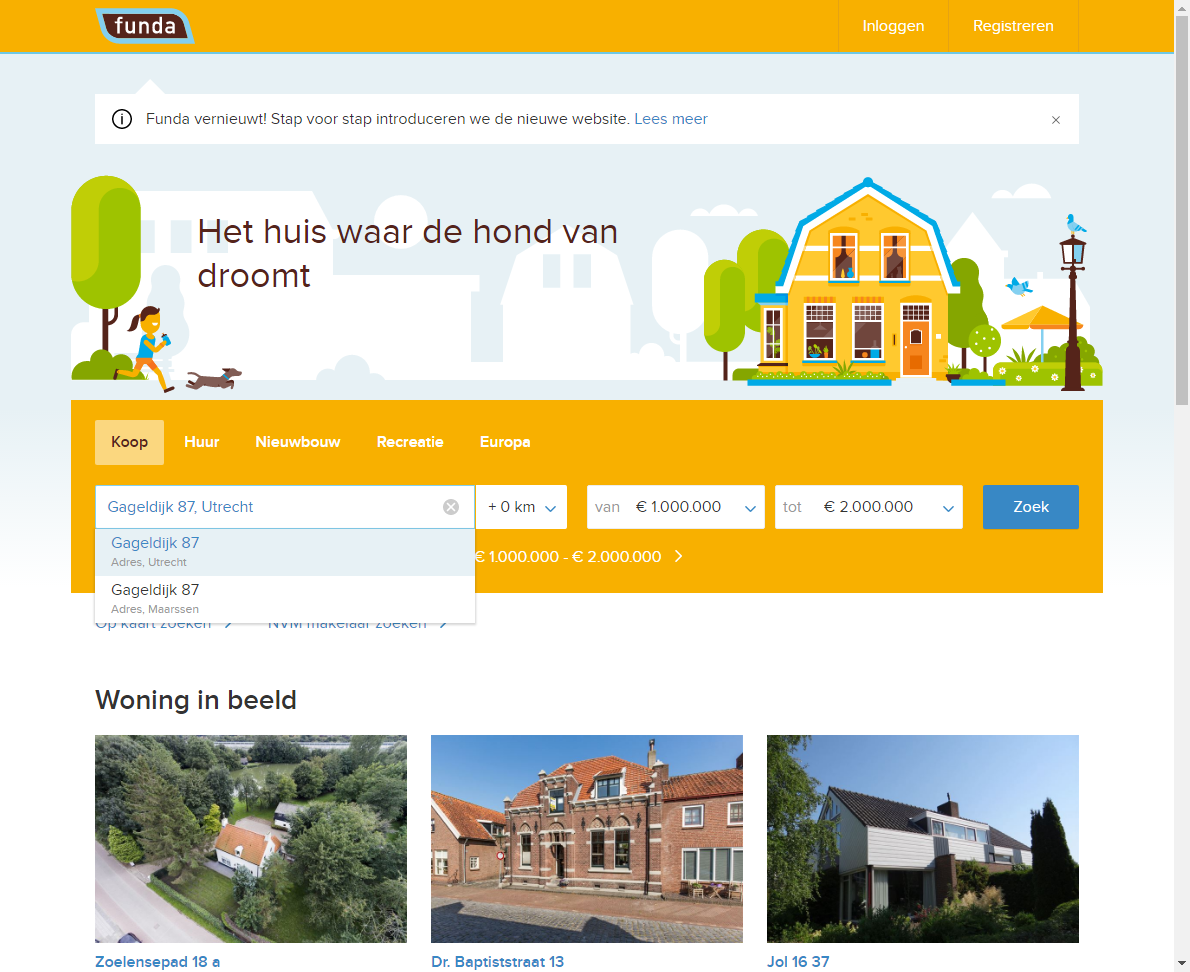 funda
Inloggen
Registreren
Funda vernieuwt! Stap voor stap introduceren we de nieuwe website. Lees meer
Het huis waar de hond van
droomt
Koop
Huur
Nieuwbouw
Recreatie
Europa
Gageldijk 87, Utrecht
+ 0 km
van € 1.000.000
tot € 2.000.000
Zoek
Gageldijk 87
Adres, Utrecht
€ 1.000.000 - € 2.000.000
Gageldijk 87
Adres, Maarssen
Op kaart zoeken
NVM makelaar zoeken
Woning in beeld
Zoelensepad 18 a
Dr. Baptiststraat 13
Jol 16 37